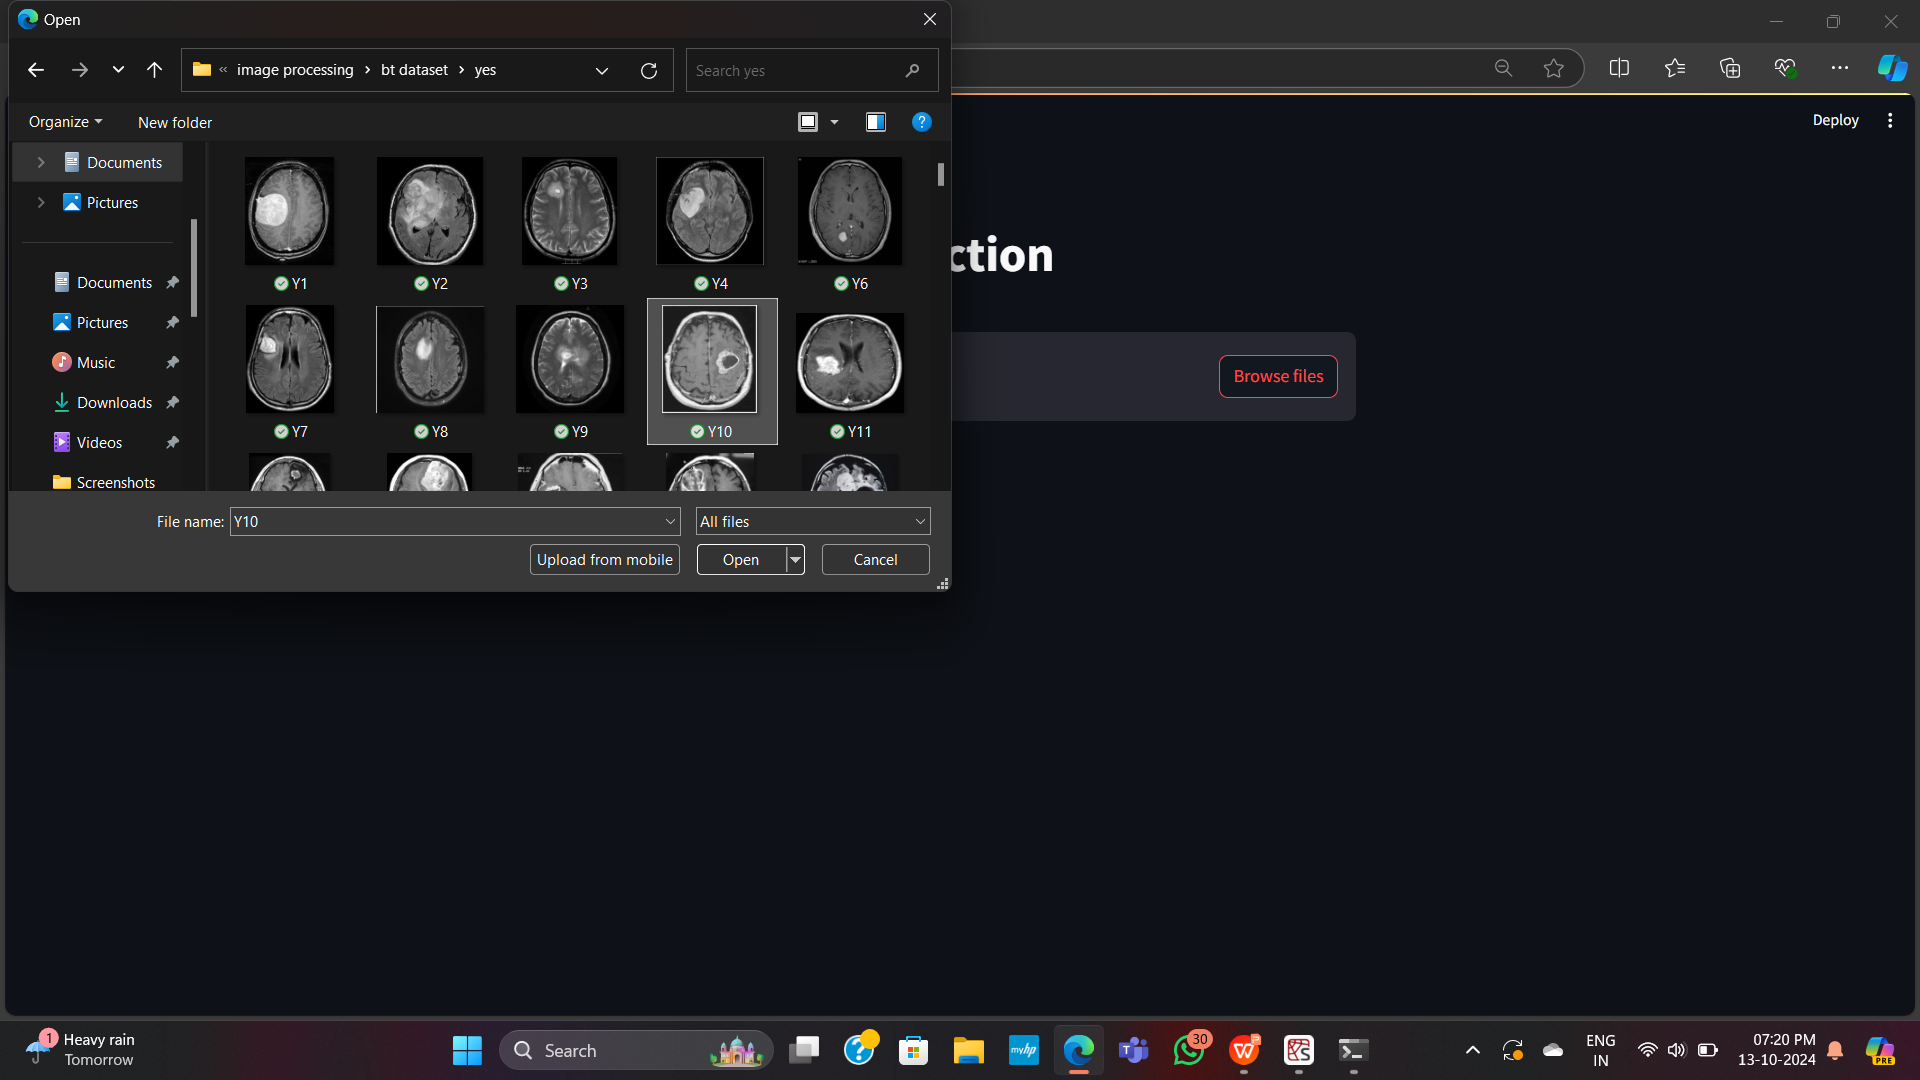 Open
« image processing › bt dataset › yes
Search yes
Organize
New folder
Deploy
Documents
Pictures
Documents
Pictures
Music
Downloads
Videos
Screenshots
Y1
Y2
Y3
Y4
Y6
Y7
Y8
Y9
Y10
Y11
ction
Browse files
File name: Y10
All files
Upload from mobile
Open
Cancel
1
Heavy rain
Tomorrow
Search
myhp
30
ENG
IN
07:20 PM
13-10-2024
PRE